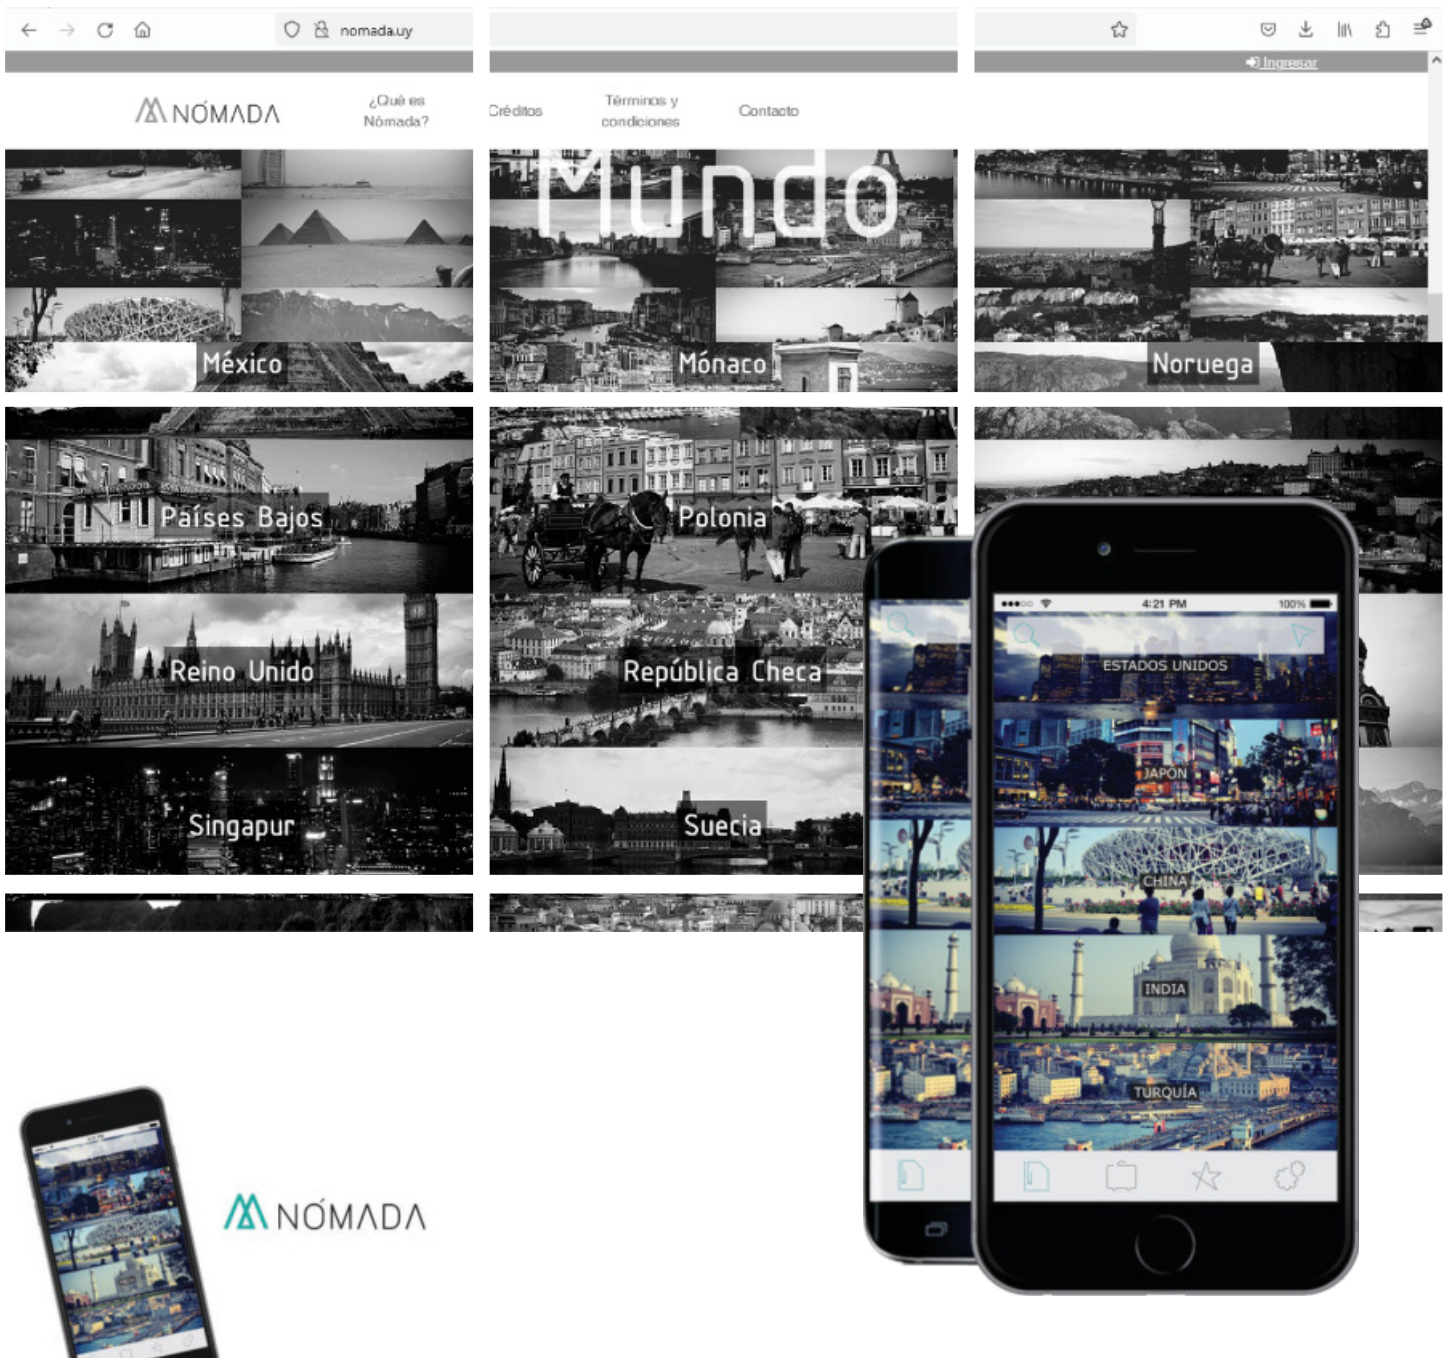 nomada.uy
Ingresar
NÓMADA
¿Qué es
Nómada?
Créditos
Términos y
condiciones
Contacto
Mundo
México
Mónaco
Noruega
Países Bajos
Polonia
Reino Unido
República Checa
Singapur
Suecia
4:21 PM
100%
ESTADOS UNIDOS
JAPÓN
CHINA
INDIA
TURQUÍA
NÓMADA